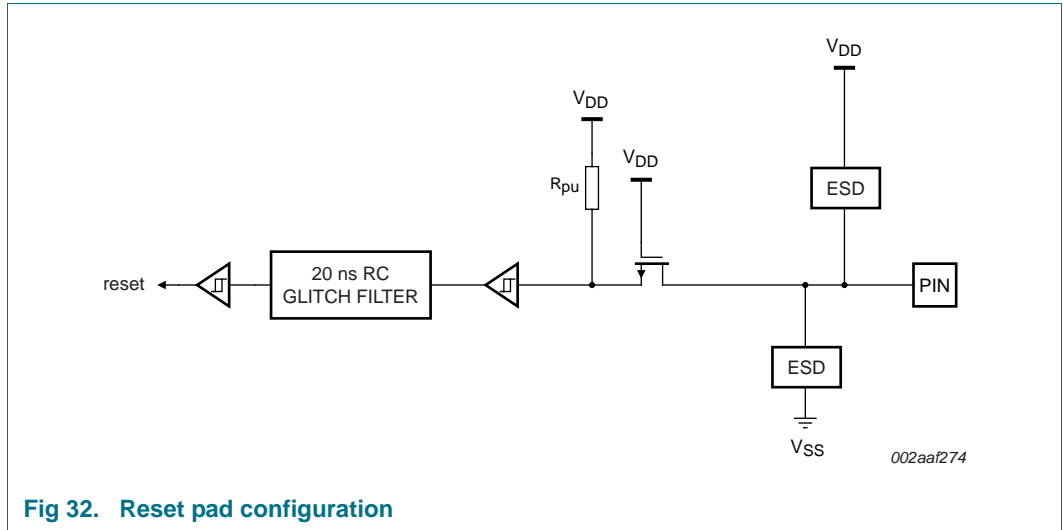 VDD
VDD
VDD
Rpu
ESD
reset
20 ns RC
GLITCH FILTER
PIN
ESD
VSS
002aaf274
Fig 32. Reset pad configuration